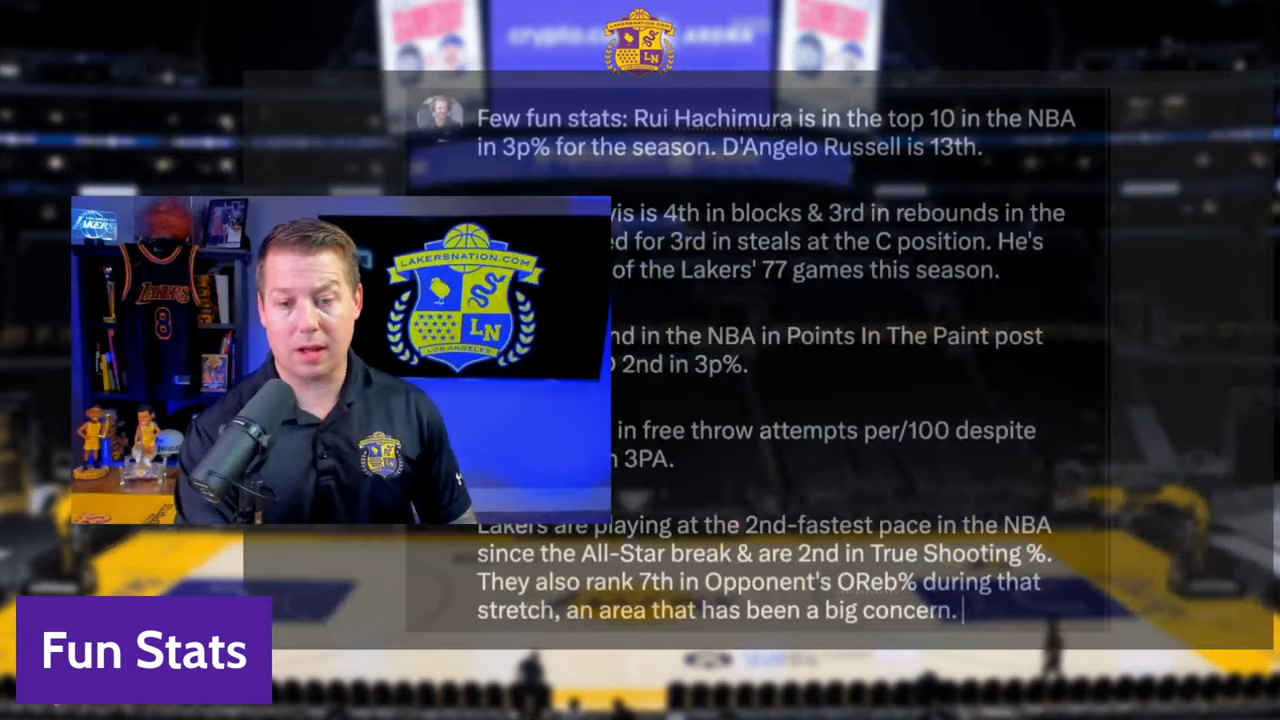 LAKERSNATION.COM
LN
Few fun stats: Rui Hachimura is in the top 10 in the NBA
in 3p% for the season. D'Angelo Russell is 13th.
is 4th in blocks & 3rd in rebounds in the
for 3rd in steals at the C position. He's
of the Lakers' 77 games this season.
in the NBA in Points In The Paint post
2nd in 3p%.
in free throw attempts per/100 despite
3PA.
Lakers are playing at the 2nd-fastest pace in the NBA
since the All-Star break & are 2nd in True Shooting %.
They also rank 7th in Opponent's OReb% during that
stretch, an area that has been a big concern.
LAKERS
LAKERS
8
LAKERSNATION.COM
LN
LOS ANGELES
Fun Stats